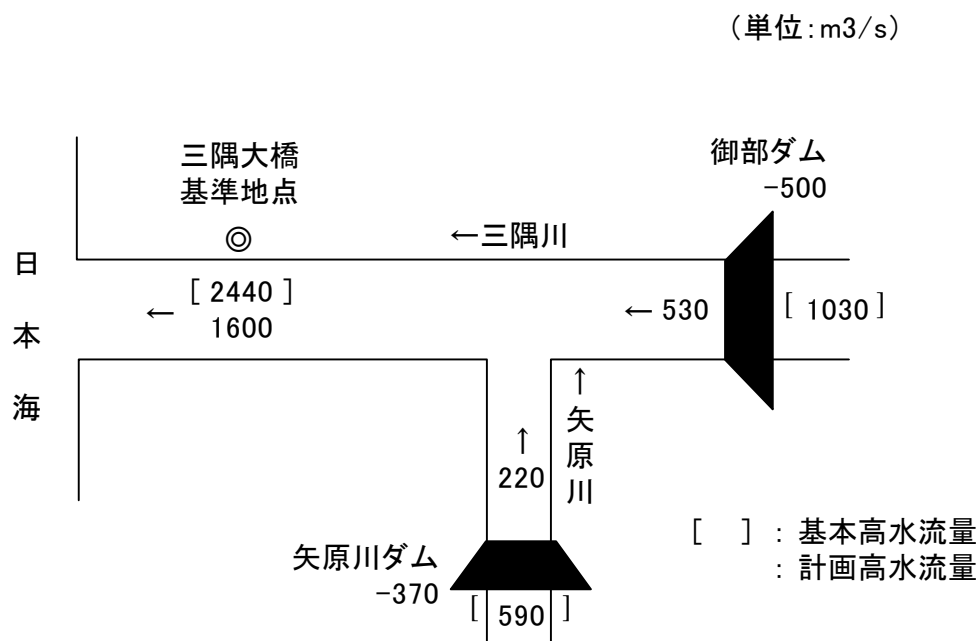 （単位:m3/s）
三隅大橋
基準地点
◎
御部ダム
-500
←三隅川
日本海
[ 2440 ]
← 1600
← 530
[ 1030 ]
↑
220
↑矢原川
矢原川ダム
-370
[ 590 ]
[ ] : 基本高水流量
: 計画高水流量